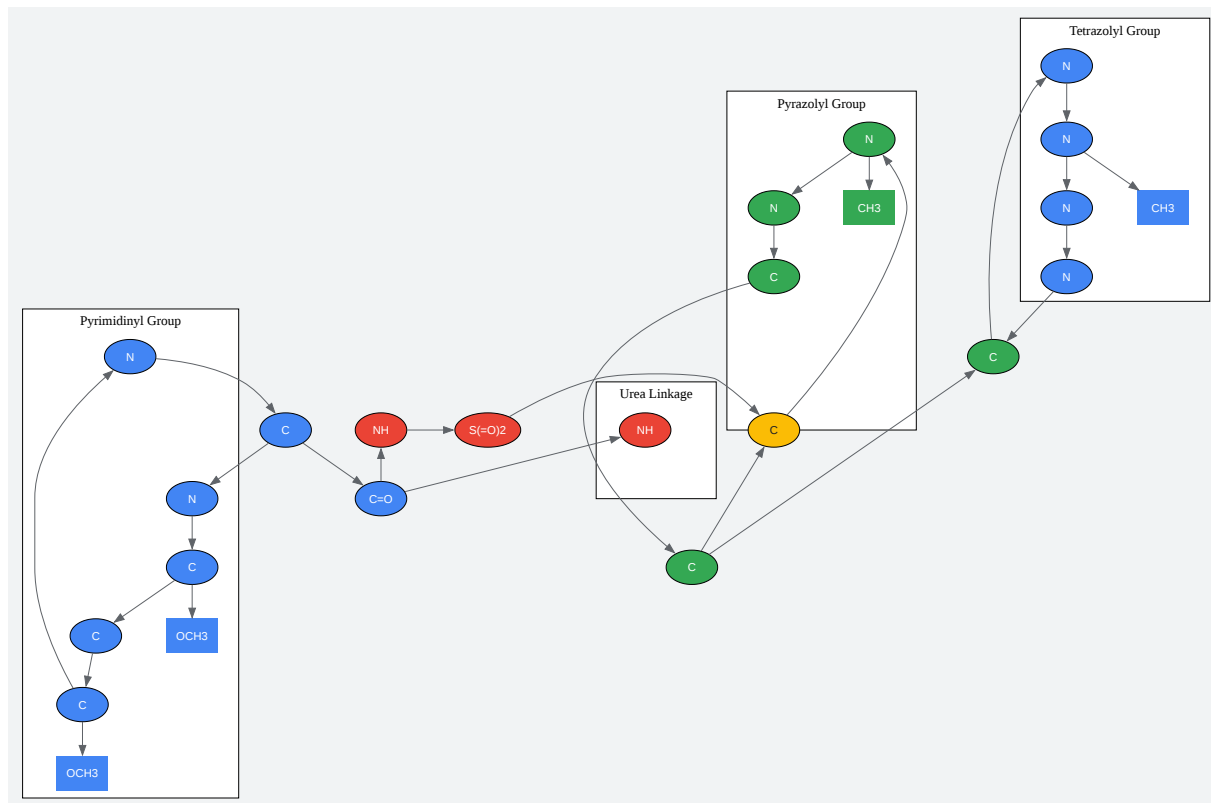 Tetrazolyl Group
N
Pyrazolyl Group
N
N
N
CH3
N
CH3
C
N
Pyrimidinyl Group
N
C
Urea Linkage
C
NH
S(=O)2
NH
C
N
C=O
C
C
C
OCH3
C
OCH3